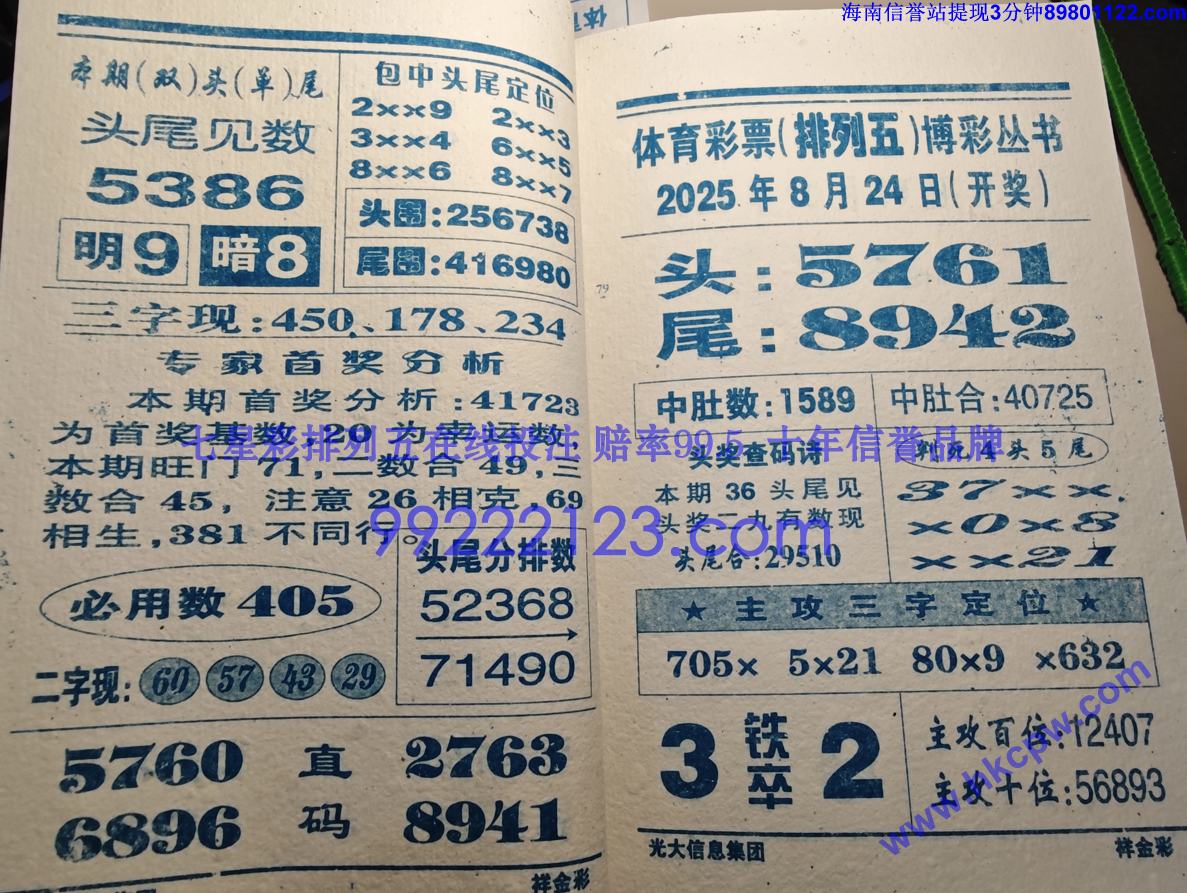 海南信誉站提现3分钟89801122.com
本期(双)头(单)尾
头尾见数
5386
明9 暗8
包中头尾定位
2××9 2××3
3××4 6××5
8××6 8××7
头围:256738
尾围:416980
三字现:450、178、234
专家首奖分析
本期首奖分析:41723
为首奖基数,20为幸运数,
本期旺门71,二数合49,三
数合45,注意26相克,69
相生,381不同行。
必用数405
二字现: 60 57 43 29
头尾分排数
52368
71490
5760 直 2763
6896 码 8941
祥金彩
体育彩票(排列五)博彩丛书
2025年8月24日(开奖)
头:5761
尾:8942
79
中肚数:1589 中肚合:40725
头奖查码诗
本期36头尾见
头奖二九有数现
头尾合:29510
判死4头5尾
37××.
×0×8
××21
★主攻三字定位★
705× 5×21 80×9 ×632
3 铁卒 2
主攻百位:12407
主攻十位:56893
光大信息集团 祥金彩
七星彩排列五在线投注 赔率99.5 十年信誉品牌
99222123.com
www.hkcpw.com